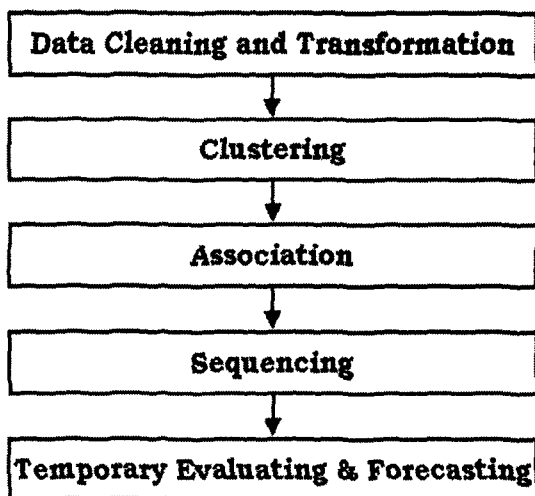 Data Cleaning and Transformation
Clustering
Association
Sequencing
Temporary Evaluating & Forecasting